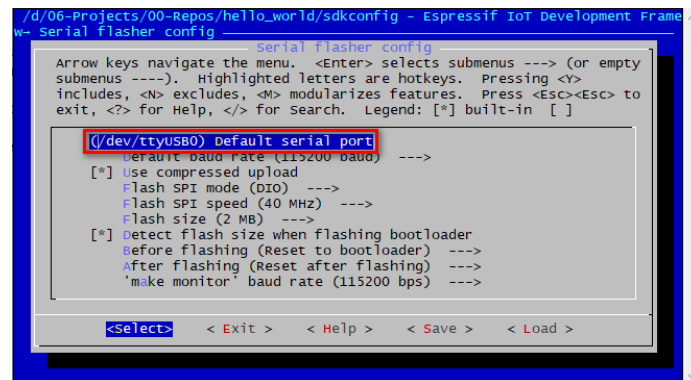 /d/06-Projects/00-Repos/hello_world/sdkconfig - Espressif IoT Development Frame
w→ Serial flasher config
Serial flasher config
Arrow keys navigate the menu. <Enter> selects submenus ---> (or empty
submenus ----). Highlighted letters are hotkeys. Pressing <Y>
includes, <N> excludes, <M> modularizes features. Press <Esc><Esc> to
exit, <?> for Help, </> for Search. Legend: [*] built-in [ ]
(/dev/ttyUSB0) Default serial port
Default baud rate (115200 baud) --->
[*] Use compressed upload
Flash SPI mode (DIO) --->
Flash SPI speed (40 MHz) --->
Flash size (2 MB) --->
[*] Detect flash size when flashing bootloader
Before flashing (Reset to bootloader) --->
After flashing (Reset after flashing) --->
'make monitor' baud rate (115200 bps) --->
<Select> < Exit > < Help > < Save > < Load >